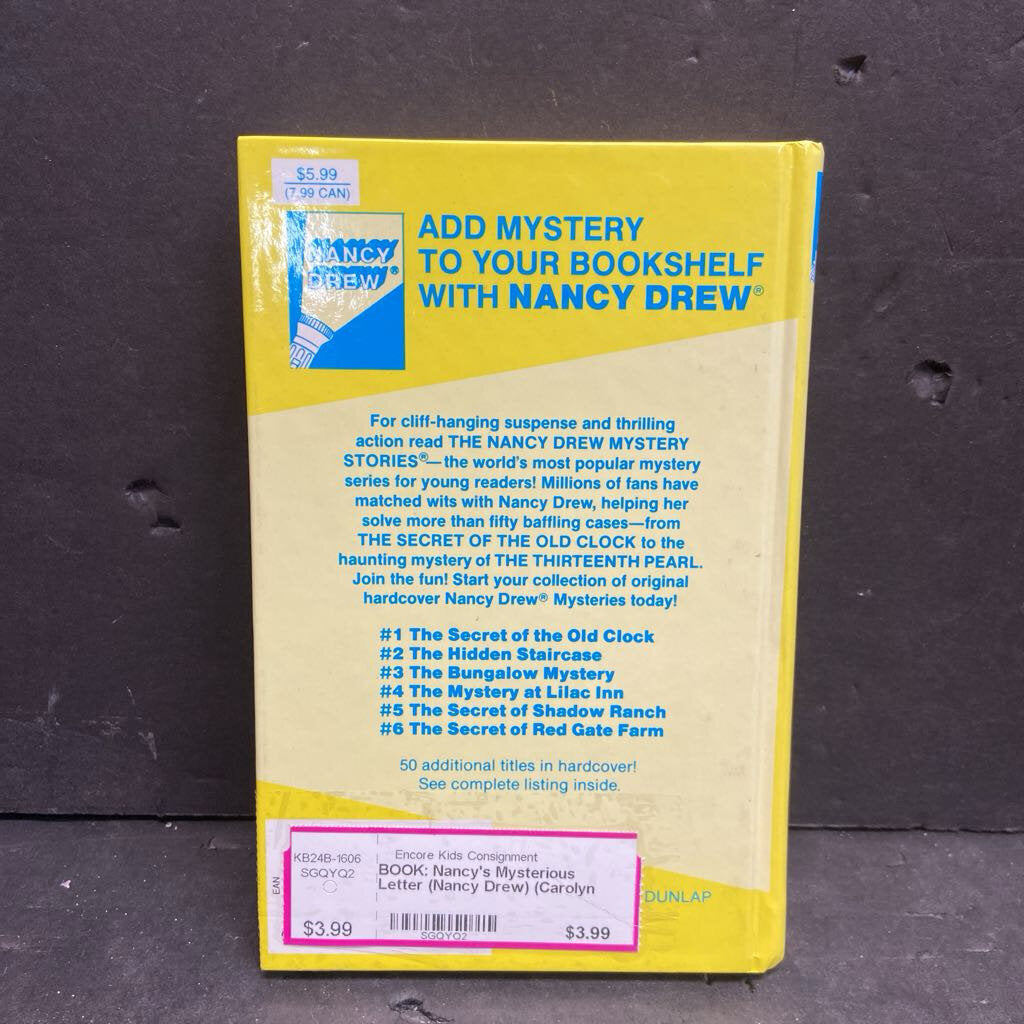 $5.99
(7.99 CAN)
NANCY
DREW®
ADD MYSTERY
TO YOUR BOOKSHELF
WITH NANCY DREW®
For cliff-hanging suspense and thrilling
action read THE NANCY DREW MYSTERY
STORIES®—the world's most popular mystery
series for young readers! Millions of fans have
matched wits with Nancy Drew, helping her
solve more than fifty baffling cases—from
THE SECRET OF THE OLD CLOCK to the
haunting mystery of THE THIRTEENTH PEARL.
Join the fun! Start your collection of original
hardcover Nancy Drew® Mysteries today!
#1 The Secret of the Old Clock
#2 The Hidden Staircase
#3 The Bungalow Mystery
#4 The Mystery at Lilac Inn
#5 The Secret of Shadow Ranch
#6 The Secret of Red Gate Farm
50 additional titles in hardcover!
See complete listing inside.
DUNLAP
EAN
KB24B-1606
SGQYQ2
$3.99
Encore Kids Consignment
BOOK: Nancy's Mysterious
Letter (Nancy Drew) (Carolyn
SGQYQ2
$3.99